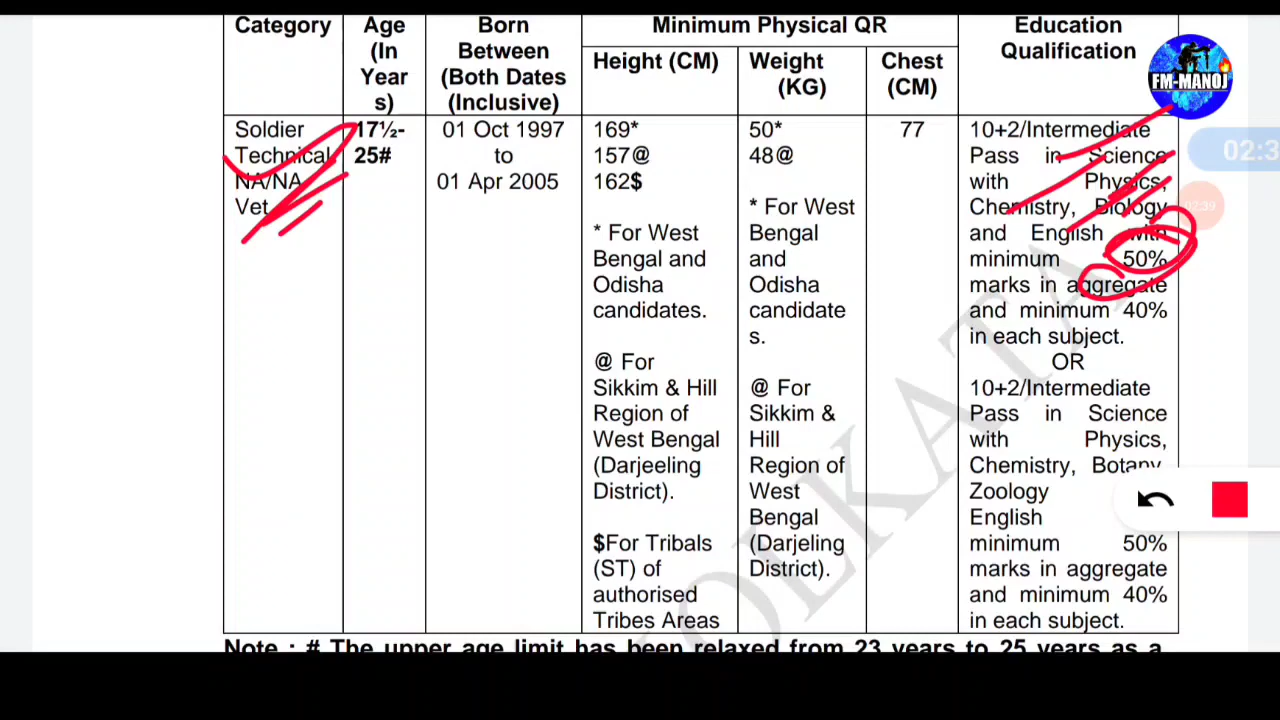 Category
Age
(In
Year
s)
Born
Between
(Both Dates
(Inclusive)
Minimum Physical QR
Height (CM)
Weight
(KG)
Chest
(CM)
Education
Qualification
FM-MANOJ
Soldier
Technical
NA/NA
Vet
17½-
25#
01 Oct 1997
to
01 Apr 2005
169*
157@
162$
* For West
Bengal and
Odisha
candidates.
@ For
Sikkim & Hill
Region of
West Bengal
(Darjeeling
District).
$For Tribals
(ST) of
authorised
Tribes Areas
50*
48@
* For West
Bengal
and
Odisha
candidate
s.
@ For
Sikkim &
Hill
Region of
West
Bengal
(Darjeling
District).
77
10+2/Intermediate
Pass in Science
with Physics,
Chemistry, Biology
and English with
minimum 50%
marks in aggregate
and minimum 40%
in each subject.
OR
10+2/Intermediate
Pass in Science
with Physics,
Chemistry, Botany,
Zoology
English
minimum 50%
marks in aggregate
and minimum 40%
in each subject.
02:3
02:39
KOLKATA
Note : # The upper age limit has been relaxed from 23 years to 25 years as a